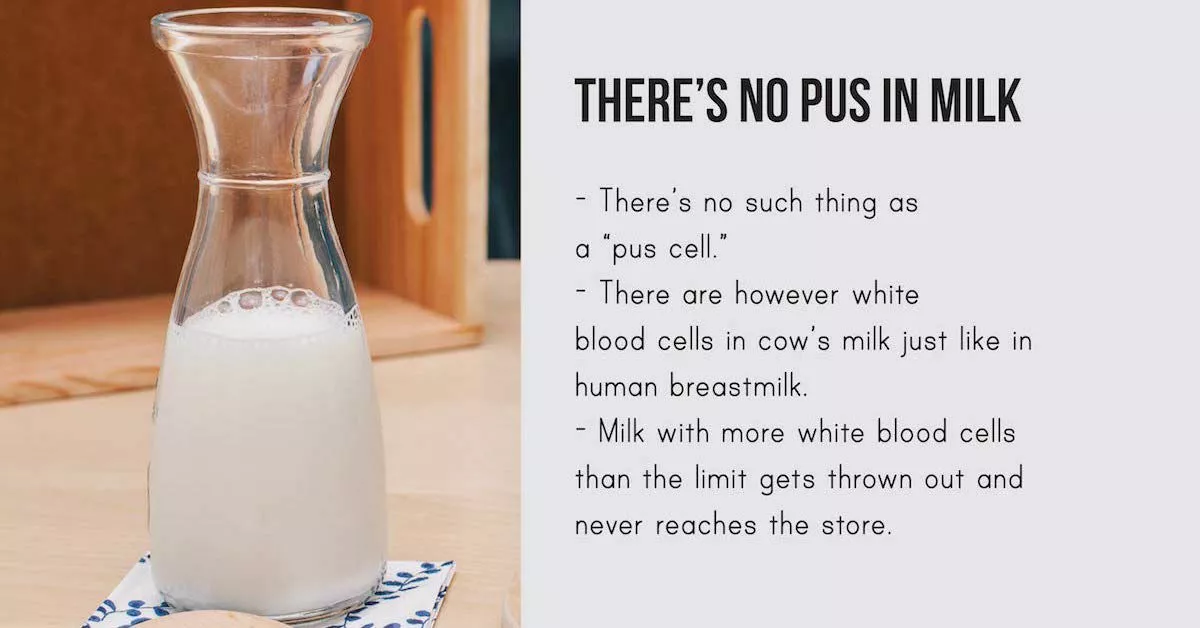 THERE'S NO PUS IN MILK
- There's no such thing as
a “pus cell.”
- There are however white
blood cells in cow's milk just like in
human breastmilk.
- Milk with more white blood cells
than the limit gets thrown out and
never reaches the store.